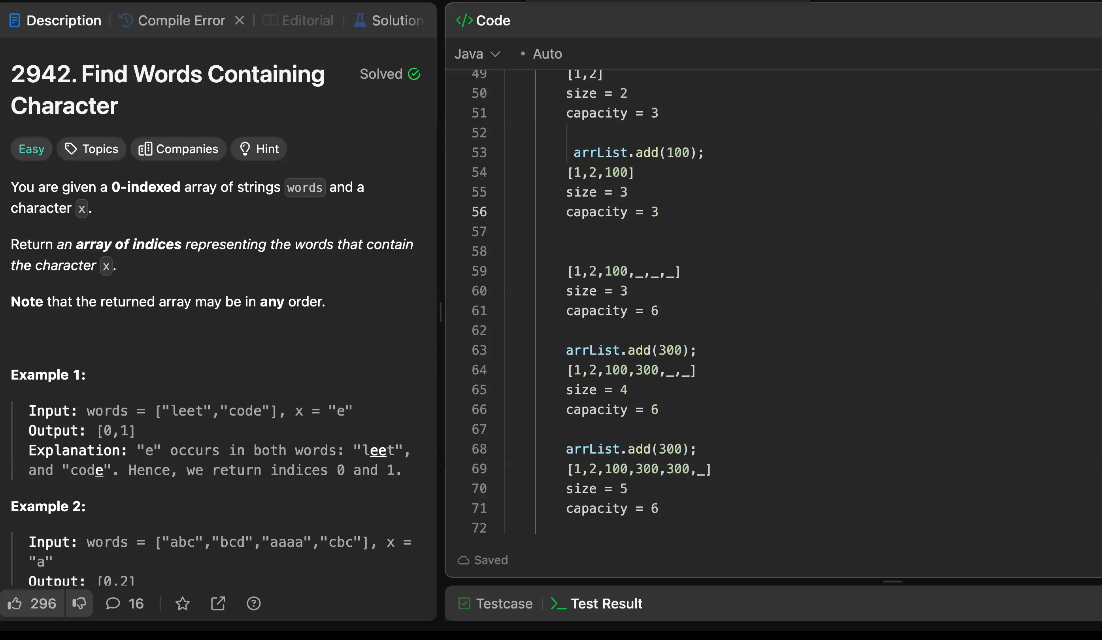 Description
Compile Error
Editorial
Solution
2942. Find Words Containing
Character
Solved
Easy
Topics
Companies
Hint
You are given a 0-indexed array of strings words and a
character x.
Return an array of indices representing the words that contain
the character x.
Note that the returned array may be in any order.
Example 1:
Input: words = ["leet","code"], x = "e"
Output: [0,1]
Explanation: "e" occurs in both words: "leet",
and "code". Hence, we return indices 0 and 1.
Example 2:
Input: words = ["abc","bcd","aaaa","cbc"], x =
"a"
Output: [0,2]
296
16
</> Code
Java
• Auto
49 [1,2]
50 size = 2
51 capacity = 3
52
53 arrList.add(100);
54 [1,2,100]
55 size = 3
56 capacity = 3
57
58
59 [1,2,100,_,_,_]
60 size = 3
61 capacity = 6
62
63 arrList.add(300);
64 [1,2,100,300,_,_]
65 size = 4
66 capacity = 6
67
68 arrList.add(300);
69 [1,2,100,300,300,_]
70 size = 5
71 capacity = 6
72
Saved
Testcase
>_ Test Result